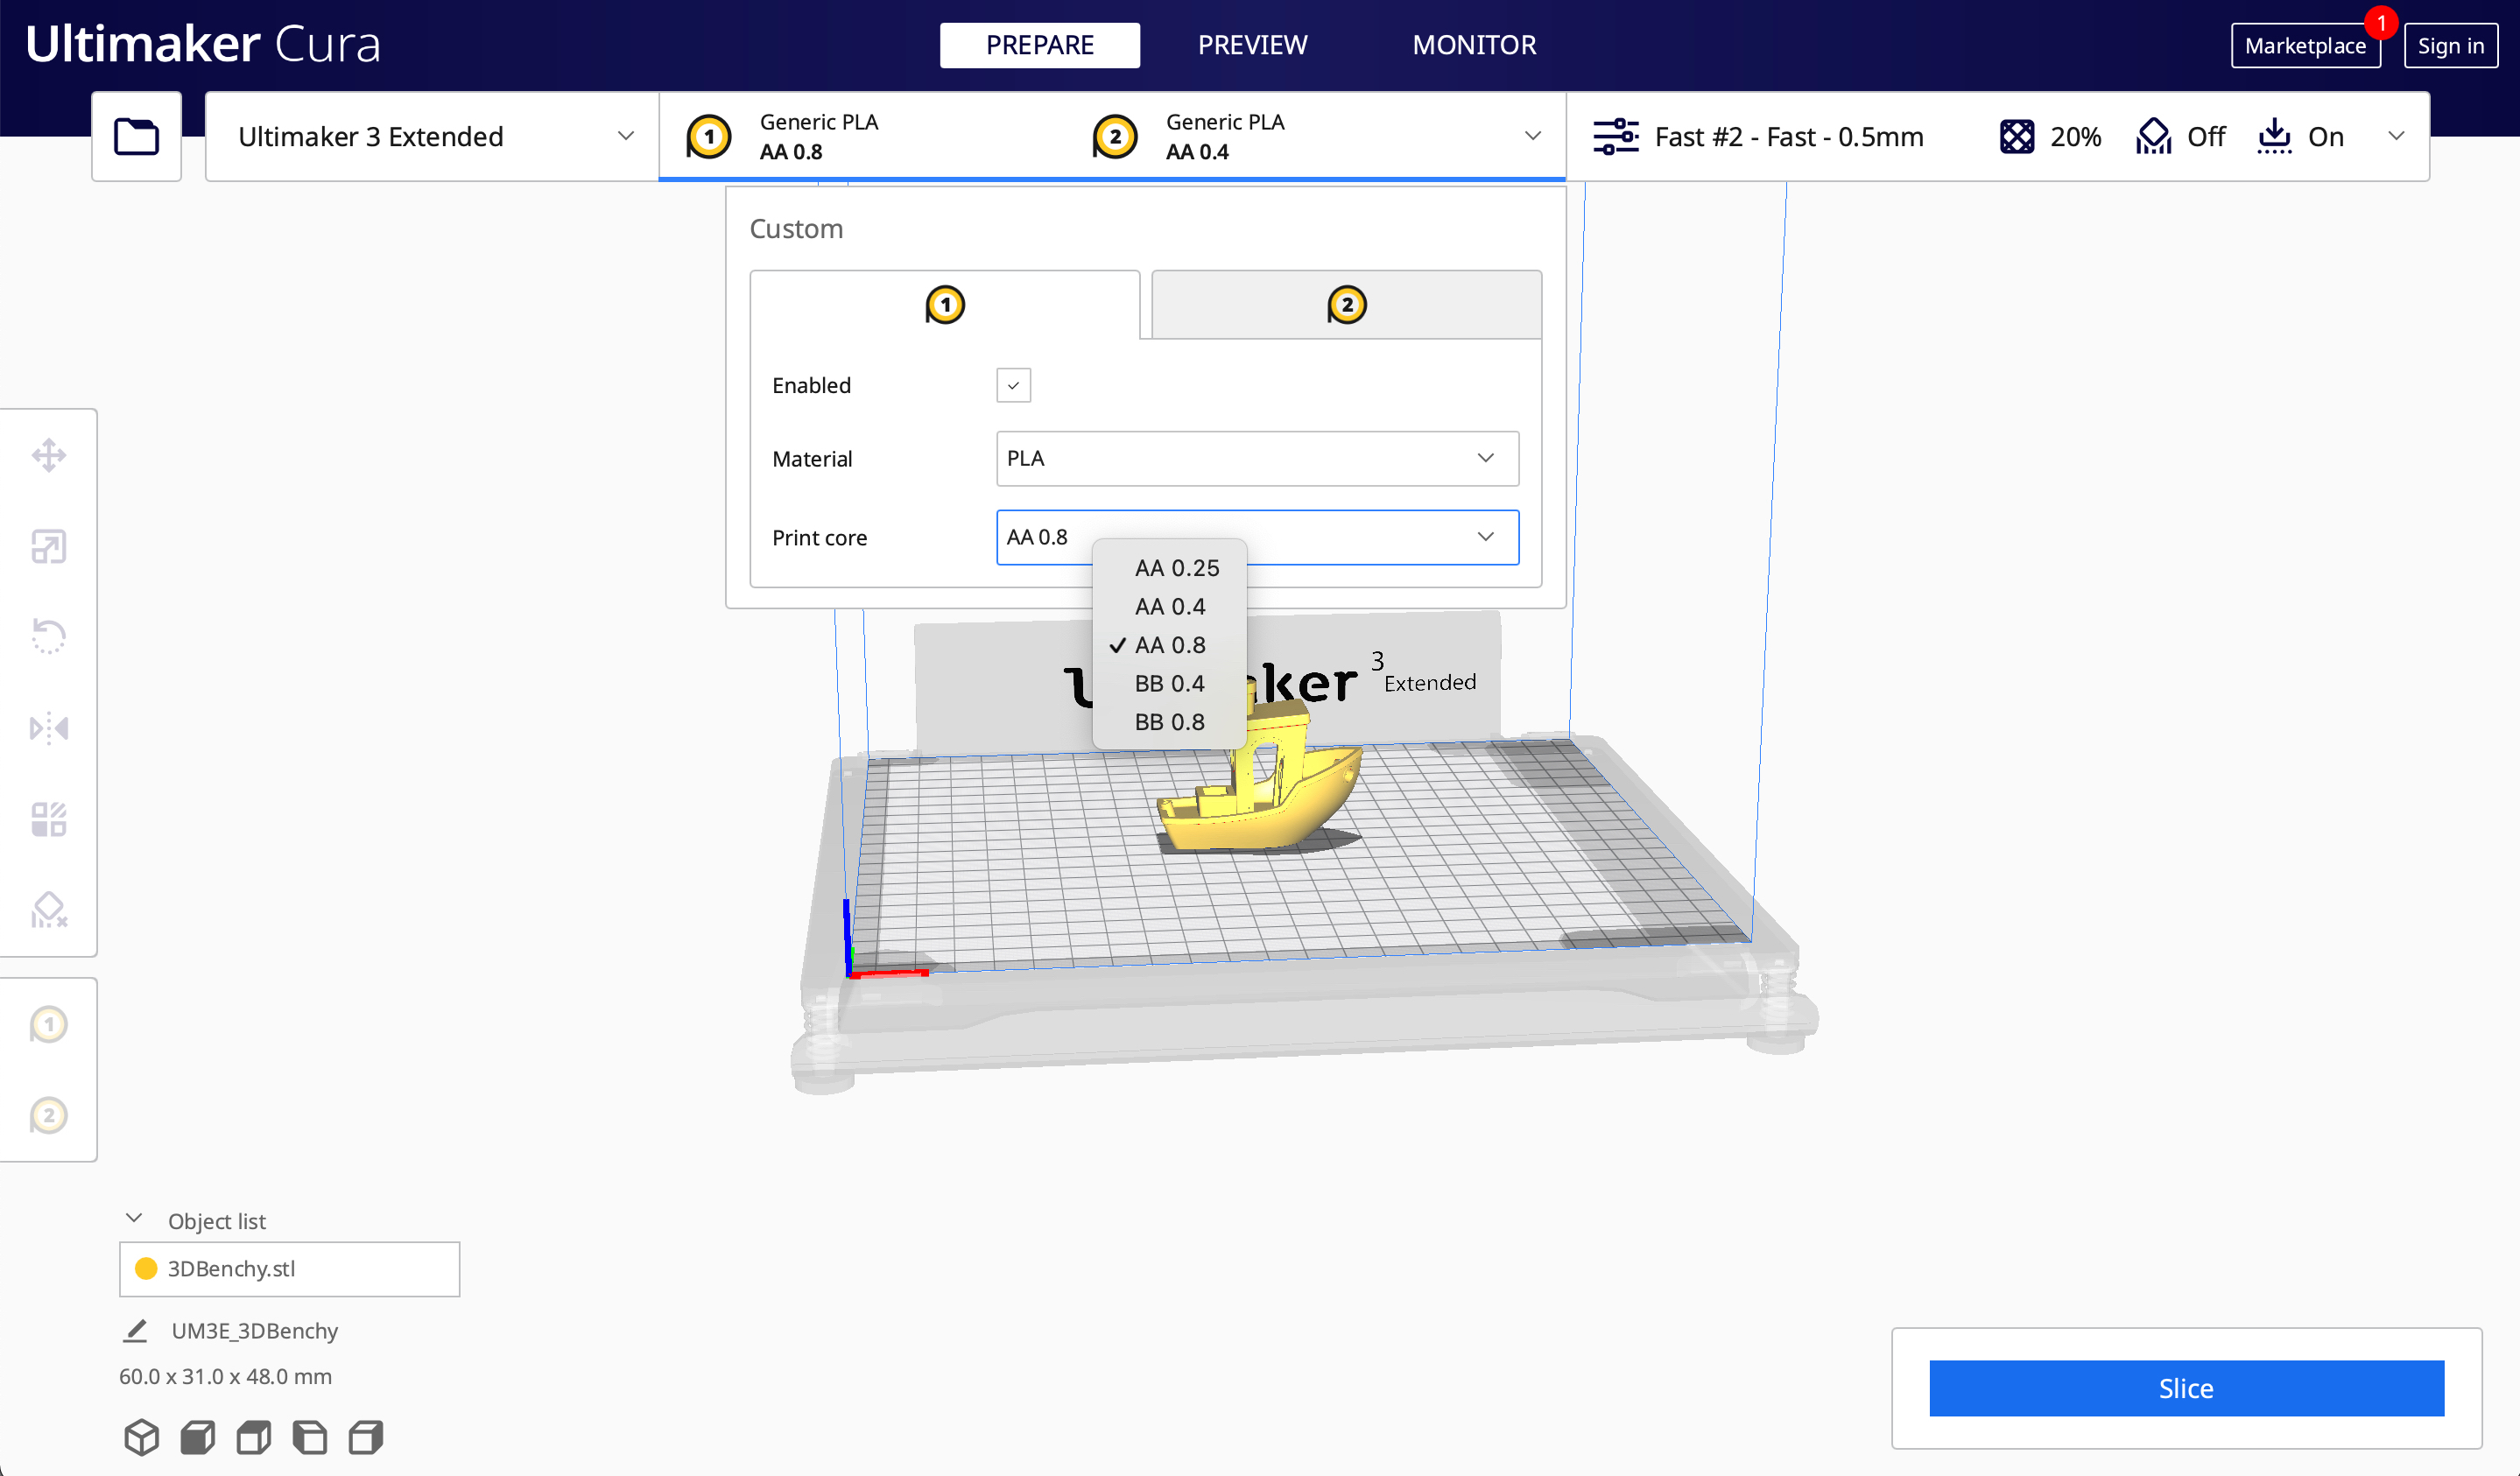 Ultimaker Cura
PREPARE
PREVIEW
MONITOR
Marketplace
1
Sign in
Ultimaker 3 Extended
1
Generic PLA
AA 0.8
2
Generic PLA
AA 0.4
Fast #2 - Fast - 0.5mm
20%
Off
On
Custom
1
2
Enabled
Material
PLA
Print core
AA 0.8
AA 0.25
AA 0.4
AA 0.8
BB 0.4
BB 0.8
3
Extended
1
2
Object list
3DBenchy.stl
UM3E_3DBenchy
60.0 x 31.0 x 48.0 mm
Slice